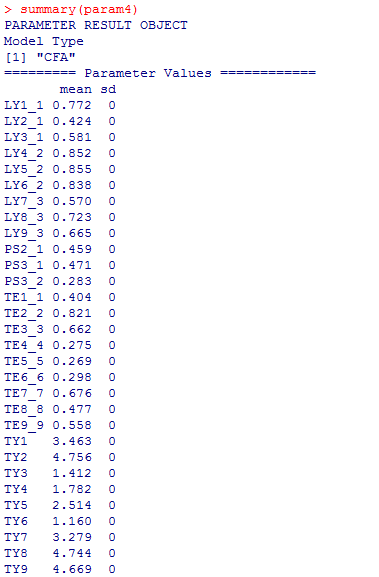 > summary(param4)
PARAMETER RESULT OBJECT
Model Type
[1] "CFA"
========= Parameter Values ============
mean sd
LY1_1 0.772 0
LY2_1 0.424 0
LY3_1 0.581 0
LY4_2 0.852 0
LY5_2 0.855 0
LY6_2 0.838 0
LY7_3 0.570 0
LY8_3 0.723 0
LY9_3 0.665 0
PS2_1 0.459 0
PS3_1 0.471 0
PS3_2 0.283 0
TE1_1 0.404 0
TE2_2 0.821 0
TE3_3 0.662 0
TE4_4 0.275 0
TE5_5 0.269 0
TE6_6 0.298 0
TE7_7 0.676 0
TE8_8 0.477 0
TE9_9 0.558 0
TY1 3.463 0
TY2 4.756 0
TY3 1.412 0
TY4 1.782 0
TY5 2.514 0
TY6 1.160 0
TY7 3.279 0
TY8 4.744 0
TY9 4.669 0